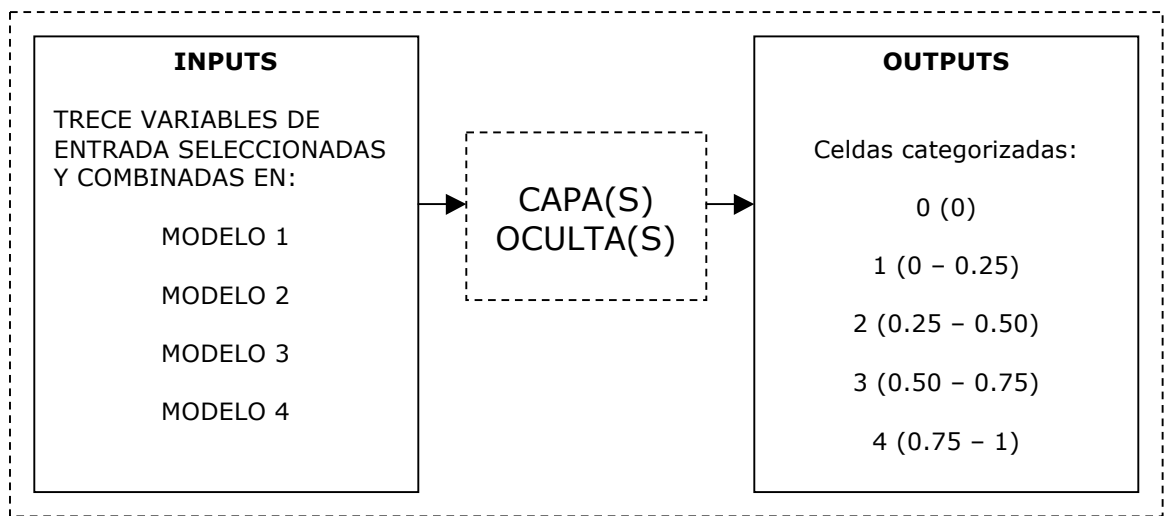 INPUTS
TRECE VARIABLES DE
ENTRADA SELECCIONADAS
Y COMBINADAS EN:
MODELO 1
MODELO 2
MODELO 3
MODELO 4
CAPA(S)
OCULTA(S)
OUTPUTS
Celdas categorizadas:
0 (0)
1 (0 – 0.25)
2 (0.25 – 0.50)
3 (0.50 – 0.75)
4 (0.75 – 1)